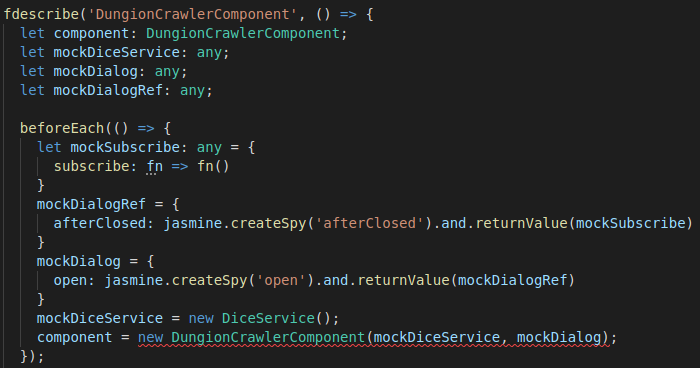 fdescribe('DungionCrawlerComponent', () => {
  let component: DungionCrawlerComponent;
  let mockDiceService: any;
  let mockDialog: any;
  let mockDialogRef: any;

  beforeEach(() => {
    let mockSubscribe: any = {
      subscribe: fn => fn()
    }
    mockDialogRef = {
      afterClosed: jasmine.createSpy('afterClosed').and.returnValue(mockSubscribe)
    }
    mockDialog = {
      open: jasmine.createSpy('open').and.returnValue(mockDialogRef)
    }
    mockDiceService = new DiceService();
    component = new DungionCrawlerComponent(mockDiceService, mockDialog);
  });